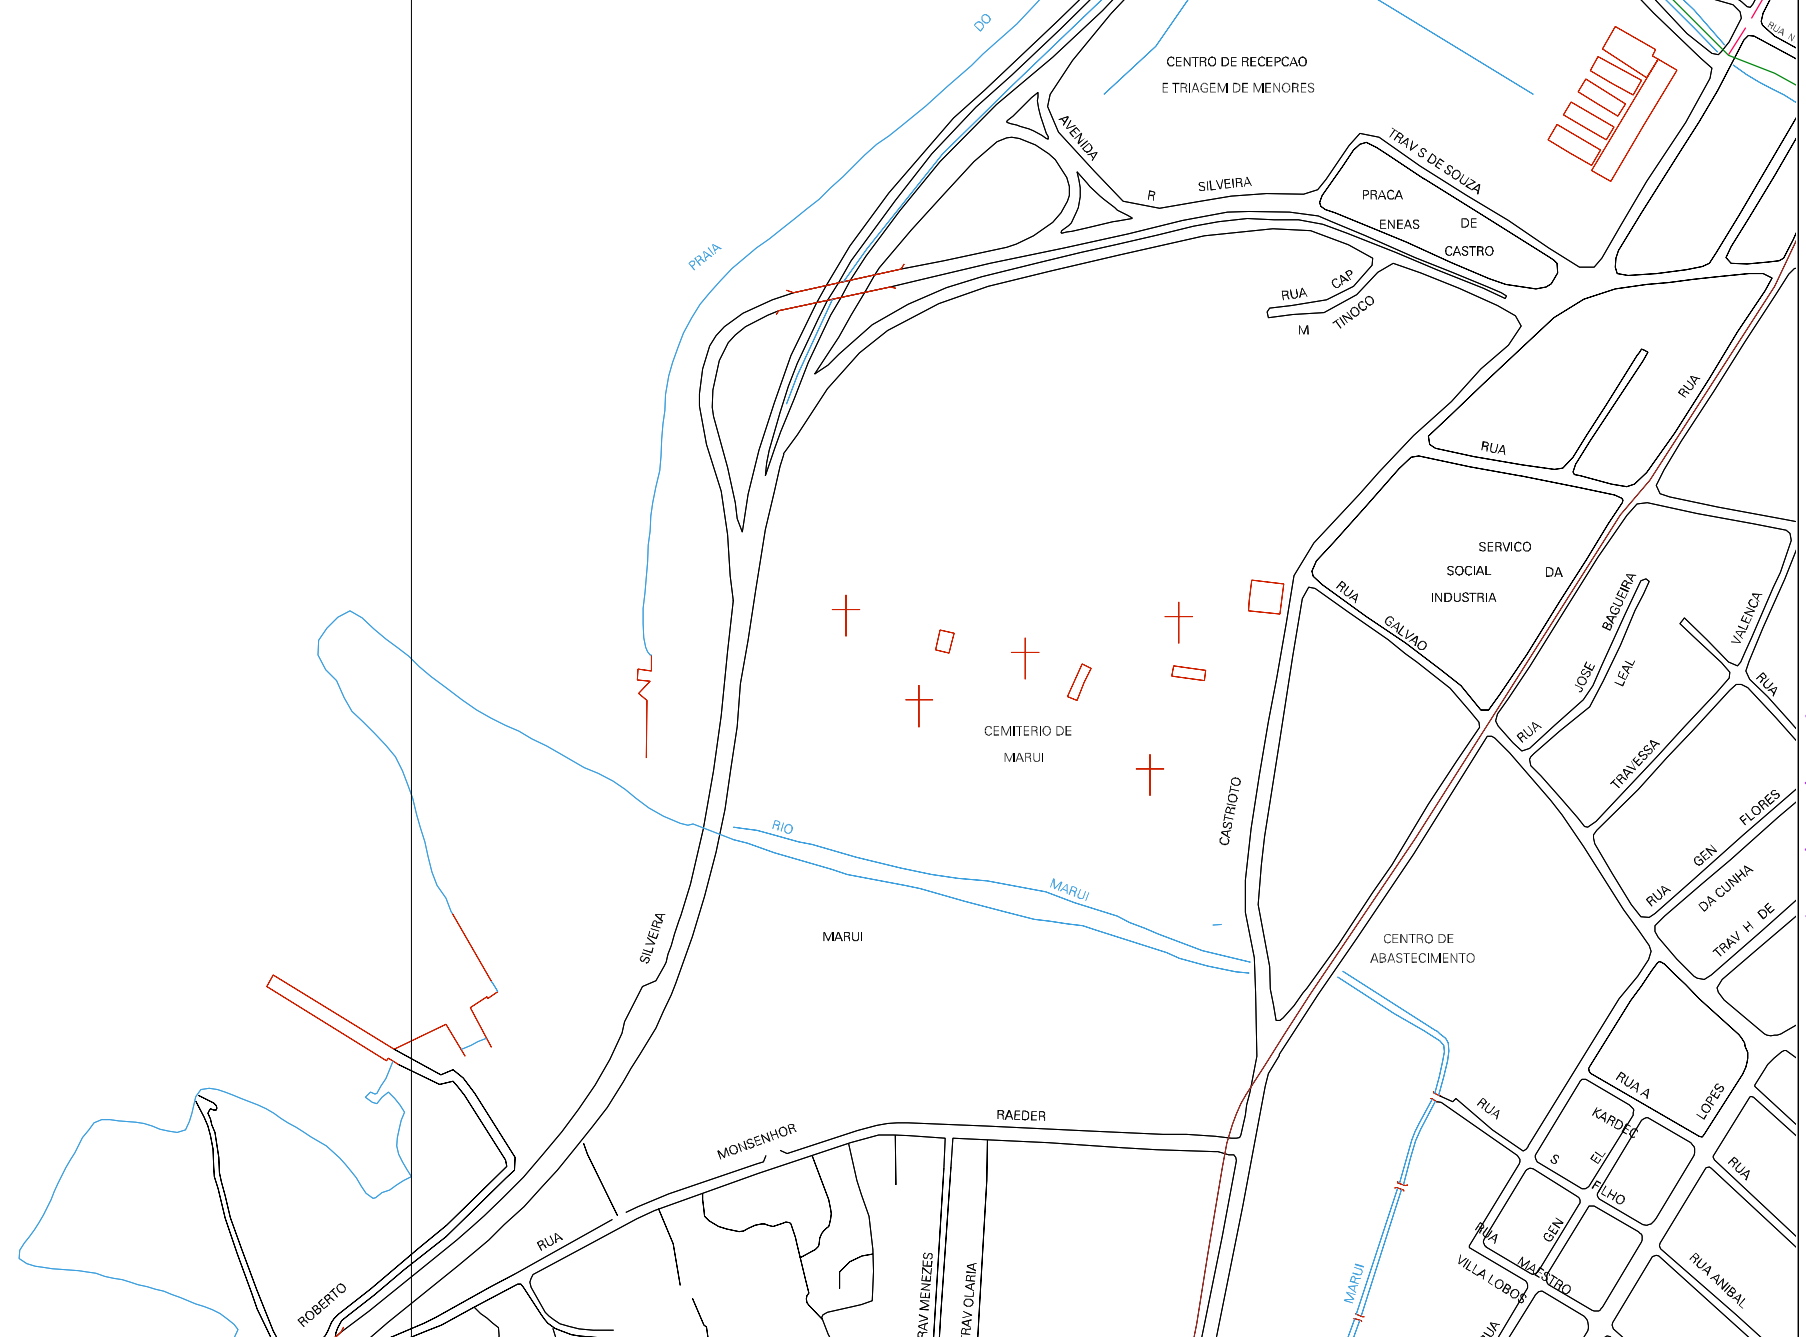 DO
CENTRO DE RECEPCAO
E TRIAGEM DE MENORES
RUA N
AVENIDA
R
SILVEIRA
TRAV S DE SOUZA
PRACA
ENEAS DE
CASTRO
PRAIA
RUA CAP
M TINOCO
RUA
RUA
SERVICO
SOCIAL DA
INDUSTRIA
RUA
GALVAO
BAGUEIRA
JOSE
LEAL
RUA
VALENCA
RUA
TRAVESSA
CEMITERIO DE
MARUI
CASTRIOTO
RIO
MARUI
FLORES
GEN
RUA
DA CUNHA
TRAV H DE
SILVEIRA
MARUI
CENTRO DE
ABASTECIMENTO
RUA A
KARDEC
LOPES
RUA
RAEDER
MONSENHOR
RUA
S
EL
FILHO
RUA
GEN
RUA
MAESTRO
VILLA LOBOS
RUA ANIBAL
MARUI
RUA
ROBERTO
RAV MENEZES
RAV OLARIA